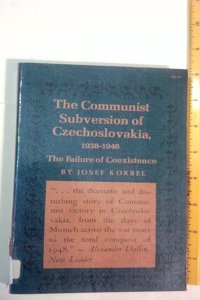 The Communist
Subversion of
Czechoslovakia,
1938-1948
The Failure of Coexistence
BY JOSEF KORBEL
". . . the dramatic and dis-
turbing story of Commu-
nist victory in Czechoslo-
vakia, from the days of
Munich across the war years
to the total conquest of
1948." — Alexander Dallin,
New Leader